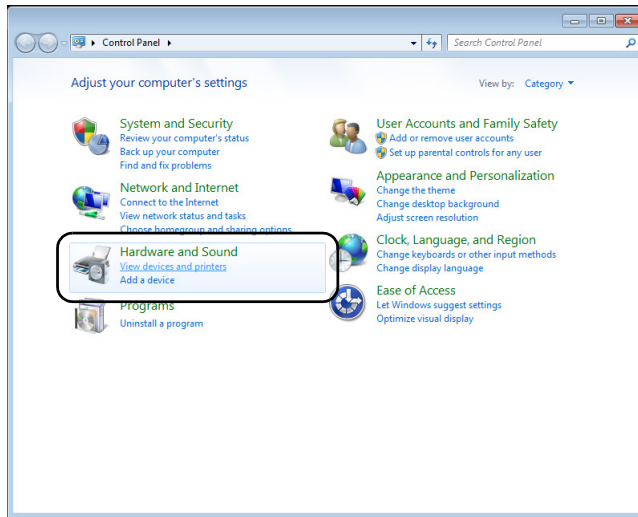 Control Panel
Search Control Panel
Adjust your computer's settings
View by: Category
System and Security
Review your computer's status
Back up your computer
Find and fix problems
Network and Internet
Connect to the Internet
View network status and tasks
Choose homegroup and sharing options
Hardware and Sound
View devices and printers
Add a device
Programs
Uninstall a program
User Accounts and Family Safety
Add or remove user accounts
Set up parental controls for any user
Appearance and Personalization
Change the theme
Change desktop background
Adjust screen resolution
Clock, Language, and Region
Change keyboards or other input methods
Change display language
Ease of Access
Let Windows suggest settings
Optimize visual display